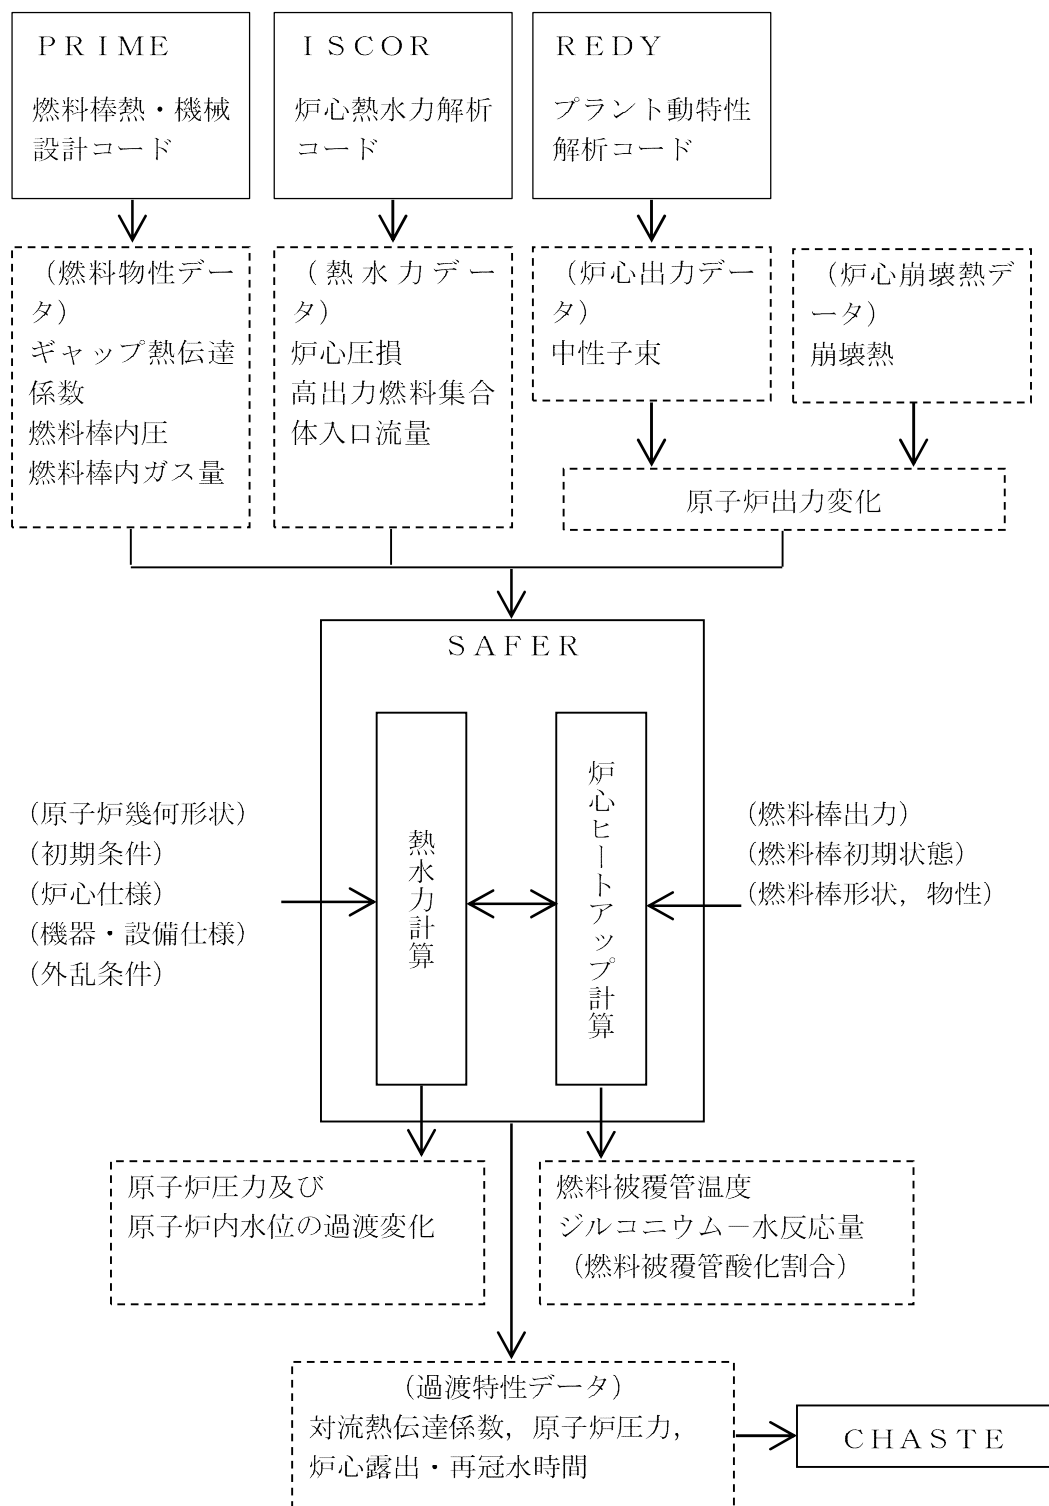 ＰＲＩＭＥ
燃料棒熱・機械
設計コード
ＩＳＣＯＲ
炉心熱水力解析
コード
ＲＥＤＹ
プラント動特性
解析コード
（燃料物性デー
タ）
ギャップ熱伝達
係数
燃料棒内圧
燃料棒内ガス量
（熱水力デー
タ）
炉心圧損
高出力燃料集合
体入口流量
（炉心出力デー
タ）
中性子束
（炉心崩壊熱デ
ータ）
崩壊熱
原子炉出力変化
ＳＡＦＥＲ
（原子炉幾何形状）
（初期条件）
（炉心仕様）
（機器・設備仕様）
（外乱条件）
熱水力計算
炉心ヒートアップ計算
（燃料棒出力）
（燃料棒初期状態）
（燃料棒形状，物性）
原子炉圧力及び
原子炉内水位の過渡変化
燃料被覆管温度
ジルコニウム－水反応量
（燃料被覆管酸化割合）
（過渡特性データ）
対流熱伝達係数，原子炉圧力，
炉心露出・再冠水時間
ＣＨＡＳＴＥ